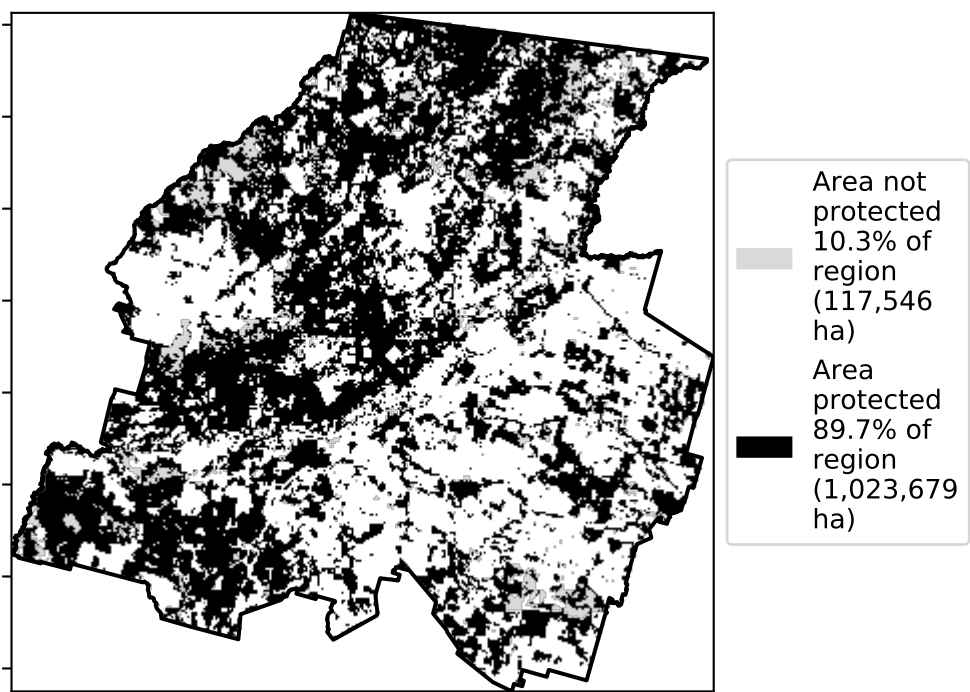 Area not
protected
10.3% of
region
(117,546
ha)
Area
protected
89.7% of
region
(1,023,679
ha)